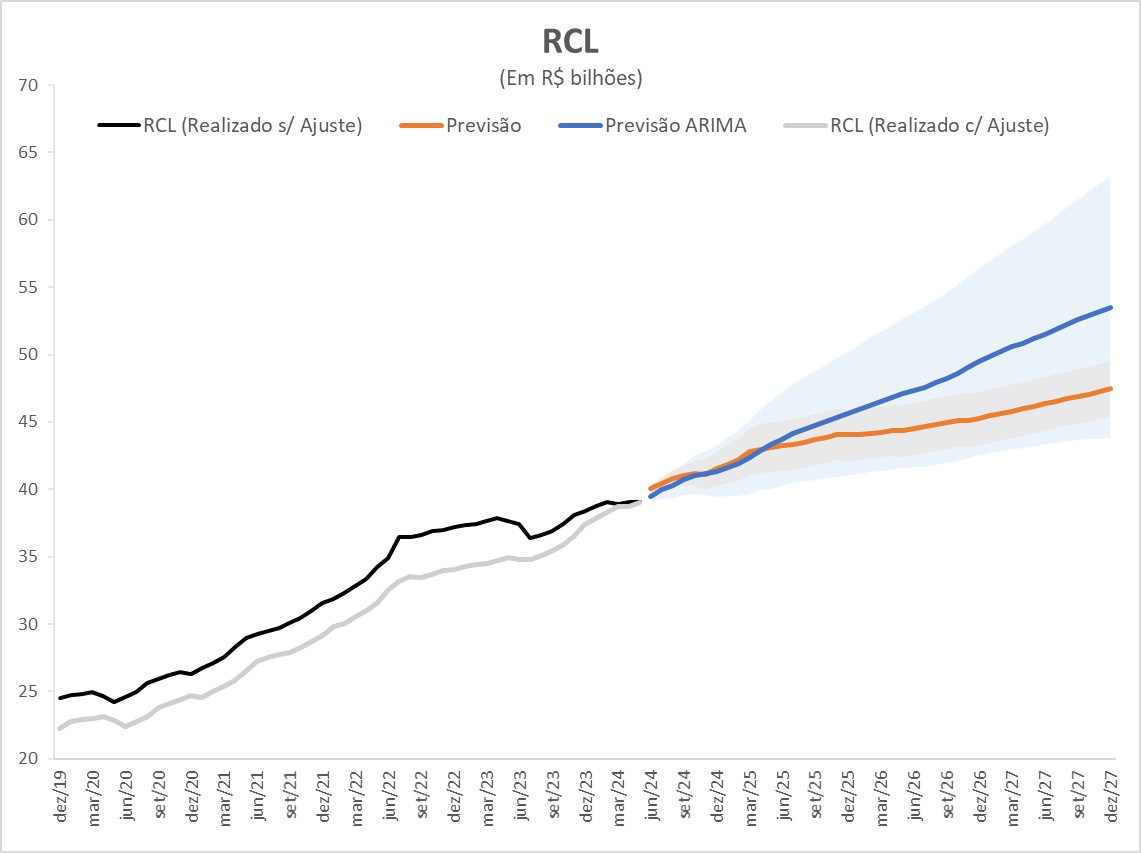 RCL
(Em R$ bilhões)
RCL (Realizado s/ Ajuste) Previsão Previsão ARIMA RCL (Realizado c/ Ajuste)
70
65
60
55
50
45
40
35
30
25
20
dez/19 mar/20 jun/20 set/20 dez/20 mar/21 jun/21 set/21 dez/21 mar/22 jun/22 set/22 dez/22 mar/23 jun/23 set/23 dez/23 mar/24 jun/24 set/24 dez/24 mar/25 jun/25 set/25 dez/25 mar/26 jun/26 set/26 dez/26 mar/27 jun/27 set/27 dez/27